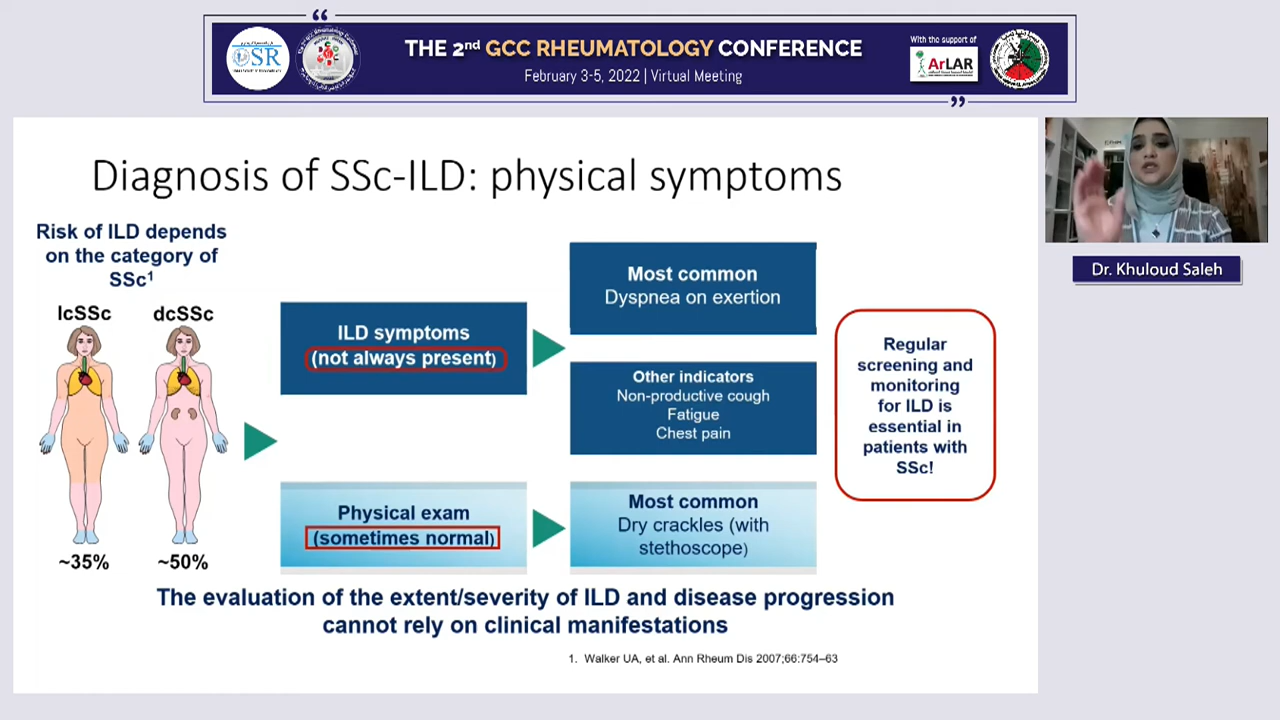 “
OSR
THE 2nd GCC RHEUMATOLOGY CONFERENCE
February 3-5, 2022 | Virtual Meeting
With the support of
ArLAR
”
Diagnosis of SSc-ILD: physical symptoms
Risk of ILD depends
on the category of
SSc1
lcSSc
dcSSc
~35%
~50%
ILD symptoms
(not always present)
Most common
Dyspnea on exertion
Other indicators
Non-productive cough
Fatigue
Chest pain
Physical exam
(sometimes normal)
Most common
Dry crackles (with
stethoscope)
Regular
screening and
monitoring
for ILD is
essential in
patients with
SSc!
The evaluation of the extent/severity of ILD and disease progression
cannot rely on clinical manifestations
1. Walker UA, et al. Ann Rheum Dis 2007;66:754–63
Dr. Khuloud Saleh